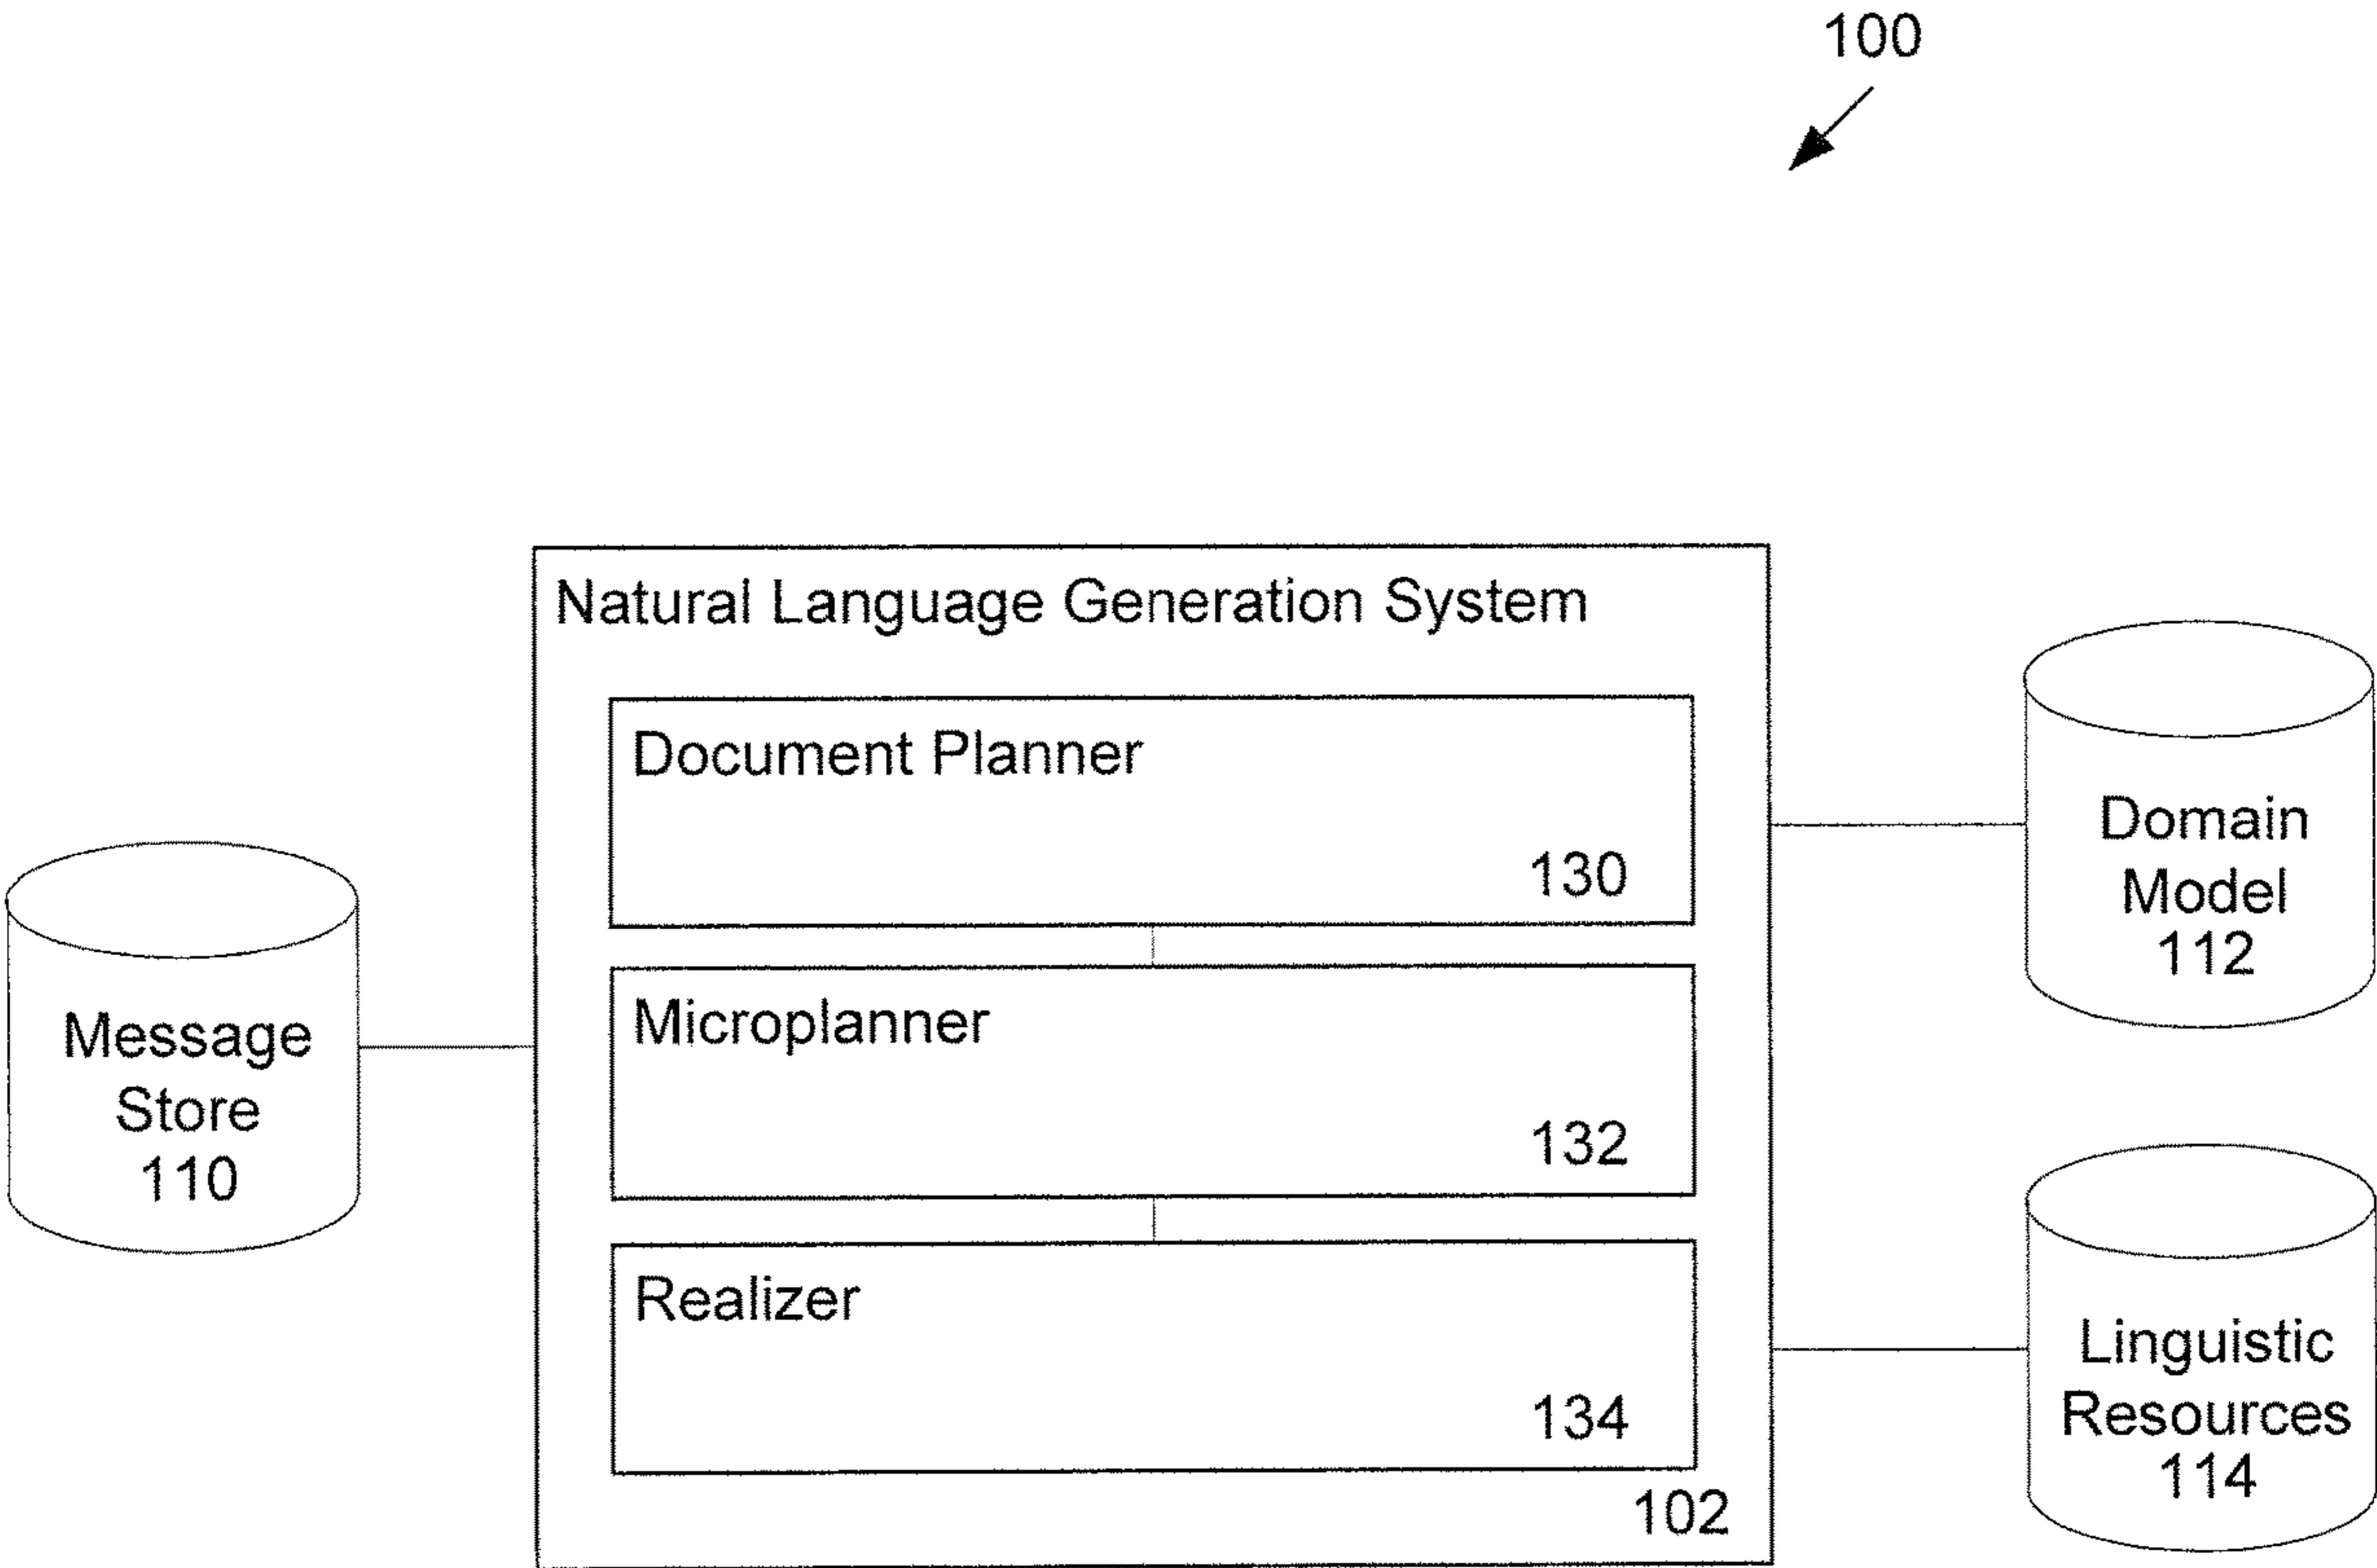 100
Natural Language Generation System
Document Planner
130
Microplanner
132
Realizer
134
102
Message
Store
110
Domain
Model
112
Linguistic
Resources
114